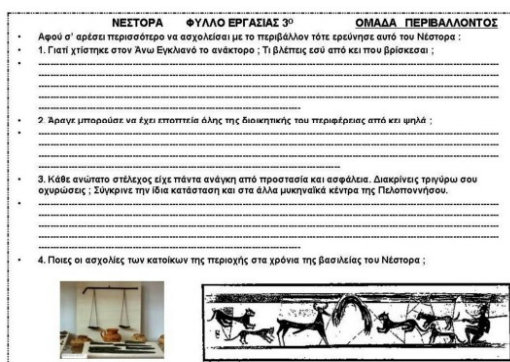 ΝΕΣΤΟΡΑ ΦΥΛΛΟ ΕΡΓΑΣΙΑΣ 3º ΟΜΑΔΑ ΠΕΡΙΒΑΛΛΟΝΤΟΣ
• Αφού σ' αρέσει περισσότερο να ασχολείσαι με το περιβάλλον τότε ερεύνησε αυτό του Νέστορα :
• 1. Γιατί χτίστηκε στον Άνω Εγκλιανό το ανάκτορο ; Τι βλέπεις εσύ από κει που βρίσκεσαι ;
• 2. Άραγε μπορούσε να έχει εποπτεία όλης της διοικητικής του περιφέρειας από κει ψηλά ;
• 3. Κάθε ανώτατο στέλεχος είχε πάντα ανάγκη από προστασία και ασφάλεια. Διακρίνεις τριγύρω σου
οχυρώσεις ; Σύγκρινε την ίδια κατάσταση και στα άλλα μυκηναϊκά κέντρα της Πελοποννήσου.
• 4. Ποιες οι ασχολίες των κατοίκων της περιοχής στα χρόνια της βασιλείας του Νέστορα ;